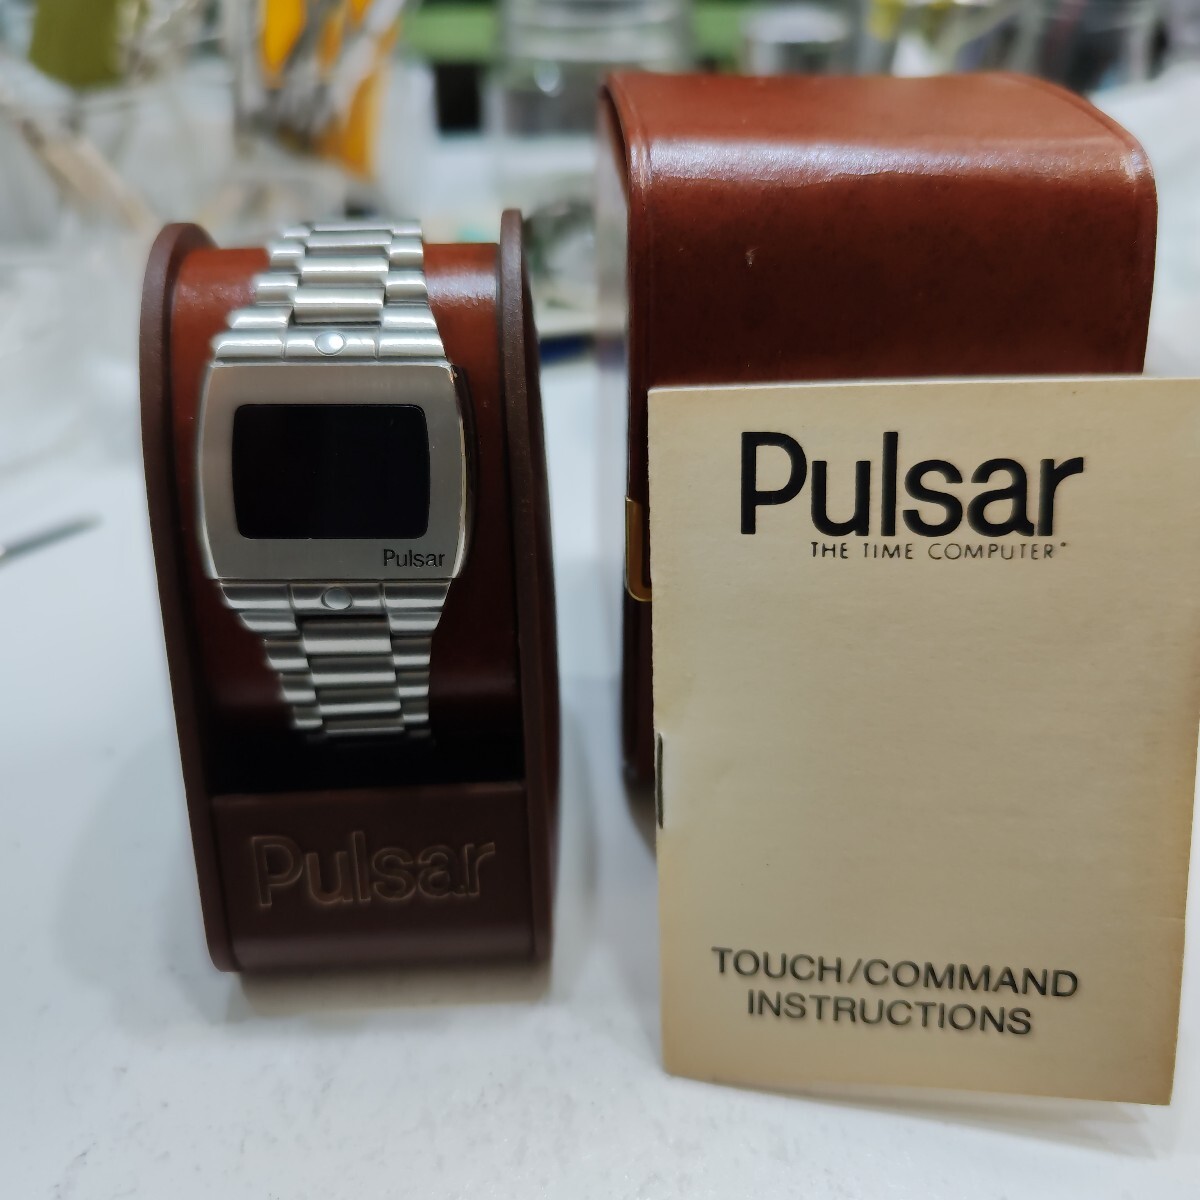 Pulsar
Pulsar
Pulsar
THE TIME COMPUTER
TOUCH/COMMAND
INSTRUCTIONS